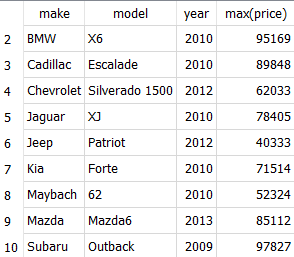 make model year max(price)
2 BMW X6 2010 95169
3 Cadillac Escalade 2010 89848
4 Chevrolet Silverado 1500 2012 62033
5 Jaguar XJ 2010 78405
6 Jeep Patriot 2012 40333
7 Kia Forte 2010 71514
8 Maybach 62 2010 52324
9 Mazda Mazda6 2013 85112
10 Subaru Outback 2009 97827